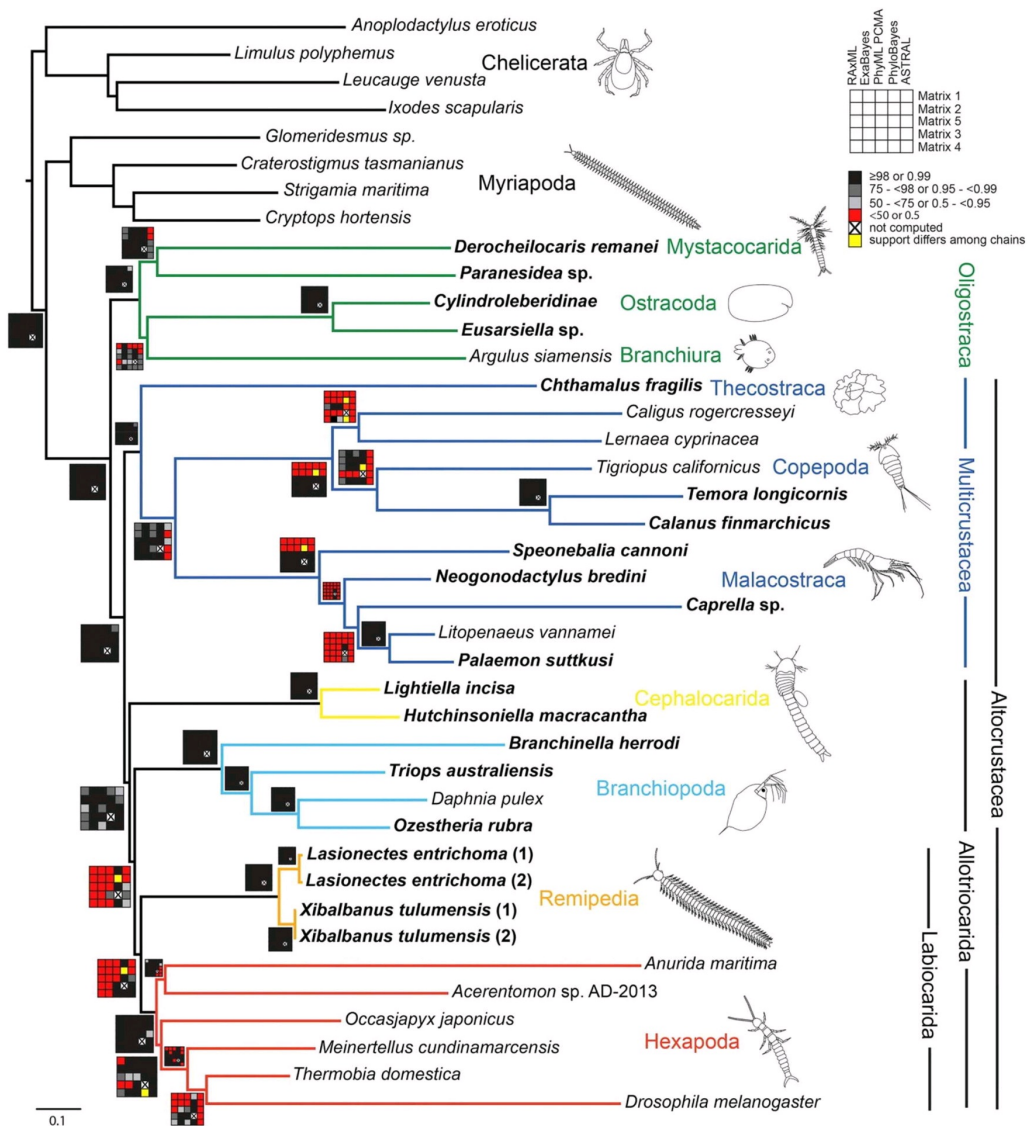 Anoplodactylus eroticus
Limulus polyphemus
Chelicerata
Leucauge venusta
Ixodes scapularis
RAxML
ExaBayes
PhyML PCMA
PhyloBayes
ASTRAL
Matrix 1
Matrix 2
Matrix 5
Matrix 3
Matrix 4
≥98 or 0.99
75 - <98 or 0.95 - <0.99
50 - <75 or 0.5 - <0.95
<50 or 0.5
not computed
support differs among chains
Glomeridesmus sp.
Craterostigmus tasmanianus
Myriapoda
Strigamia maritima
Cryptops hortensis
Derocheilocaris remanei
Mystacocarida
Paranesidea sp.
Cylindroleberidinae
Ostracoda
Eusarsiella sp.
Argulus siamensis
Branchiura
Oligostraca
Chthamalus fragilis
Thecostraca
Caligus rogercresseyi
Lernaea cyprinacea
Tigriopus californicus
Copepoda
Temora longicornis
Calanus finmarchicus
Multicrustacea
Speonebalia cannoni
Neogonodactylus bredini
Malacostraca
Caprella sp.
Litopenaeus vannamei
Palaemon suttkusi
Lightiella incisa
Cephalocarida
Hutchinsoniella macracantha
Altocrustacea
Branchinella herrodi
Triops australiensis
Branchiopoda
Daphnia pulex
Ozestheria rubra
Lasionectes entrichoma (1)
Lasionectes entrichoma (2)
Remipedia
Xibalbanus tulumensis (1)
Xibalbanus tulumensis (2)
Allotriocarida
Labiocarida
Anurida maritima
Acerentomon sp. AD-2013
Occasjapyx japonicus
Hexapoda
Meinertellus cundinamarcensis
Thermobia domestica
Drosophila melanogaster
0.1